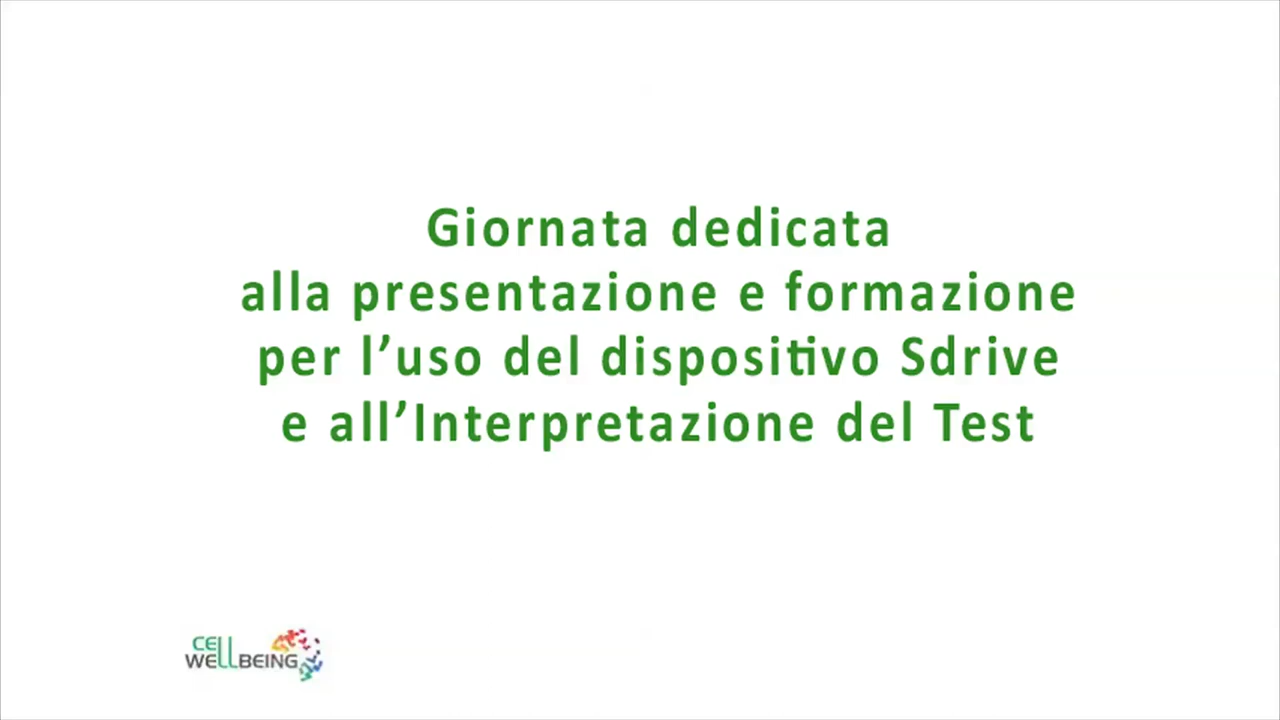 Giornata dedicata
alla presentazione e formazione
per l’uso del dispositivo Sdrive
e all’Interpretazione del Test
CELL
WELLBEING